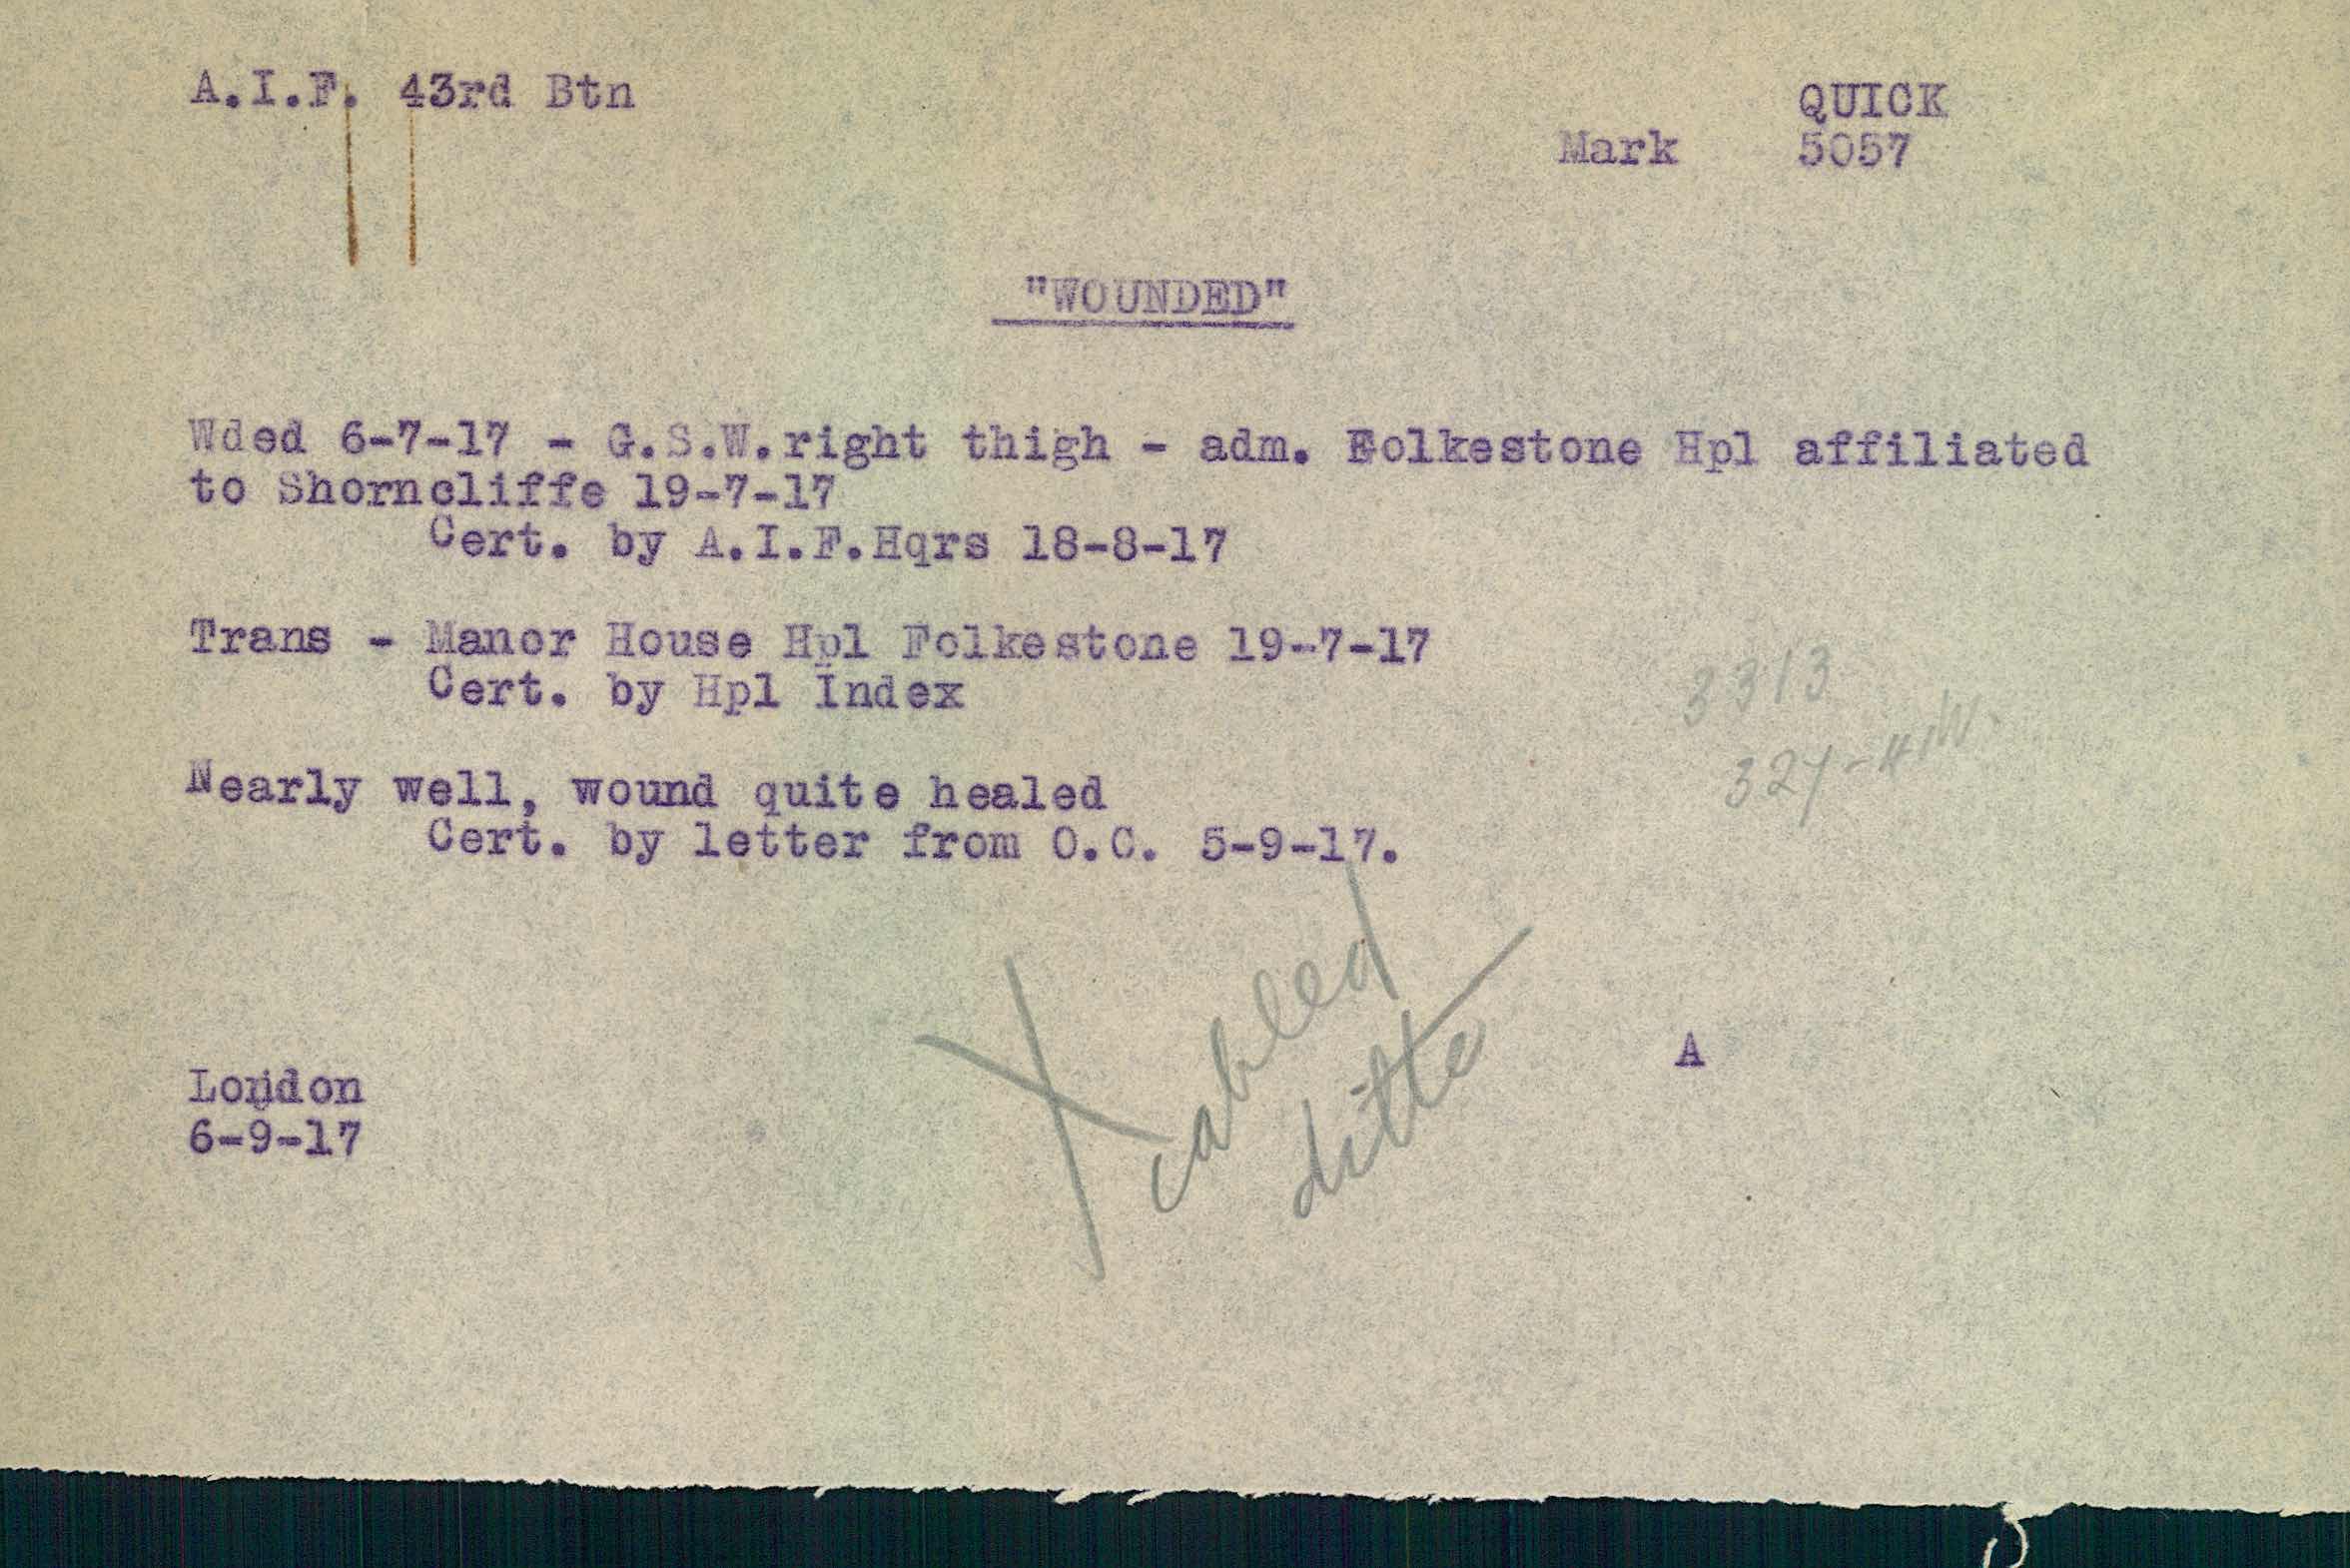 A.I.F. 43rd Btn
QUICK
Mark 5057
"WOUNDED"
Wded 6-7-17 - G.S.W.right thigh - adm. Folkestone Hpl affiliated
to Shorncliffe 19-7-17
Cert. by A.I.F.Hqrs 18-8-17
Trans - Manor House Hpl Folkestone 19-7-17
Cert. by Hpl Index
3313
Nearly well, wound quite healed
Cert. by letter from O.C. 5-9-17.
X cabled
ditto
A
London
6-9-17